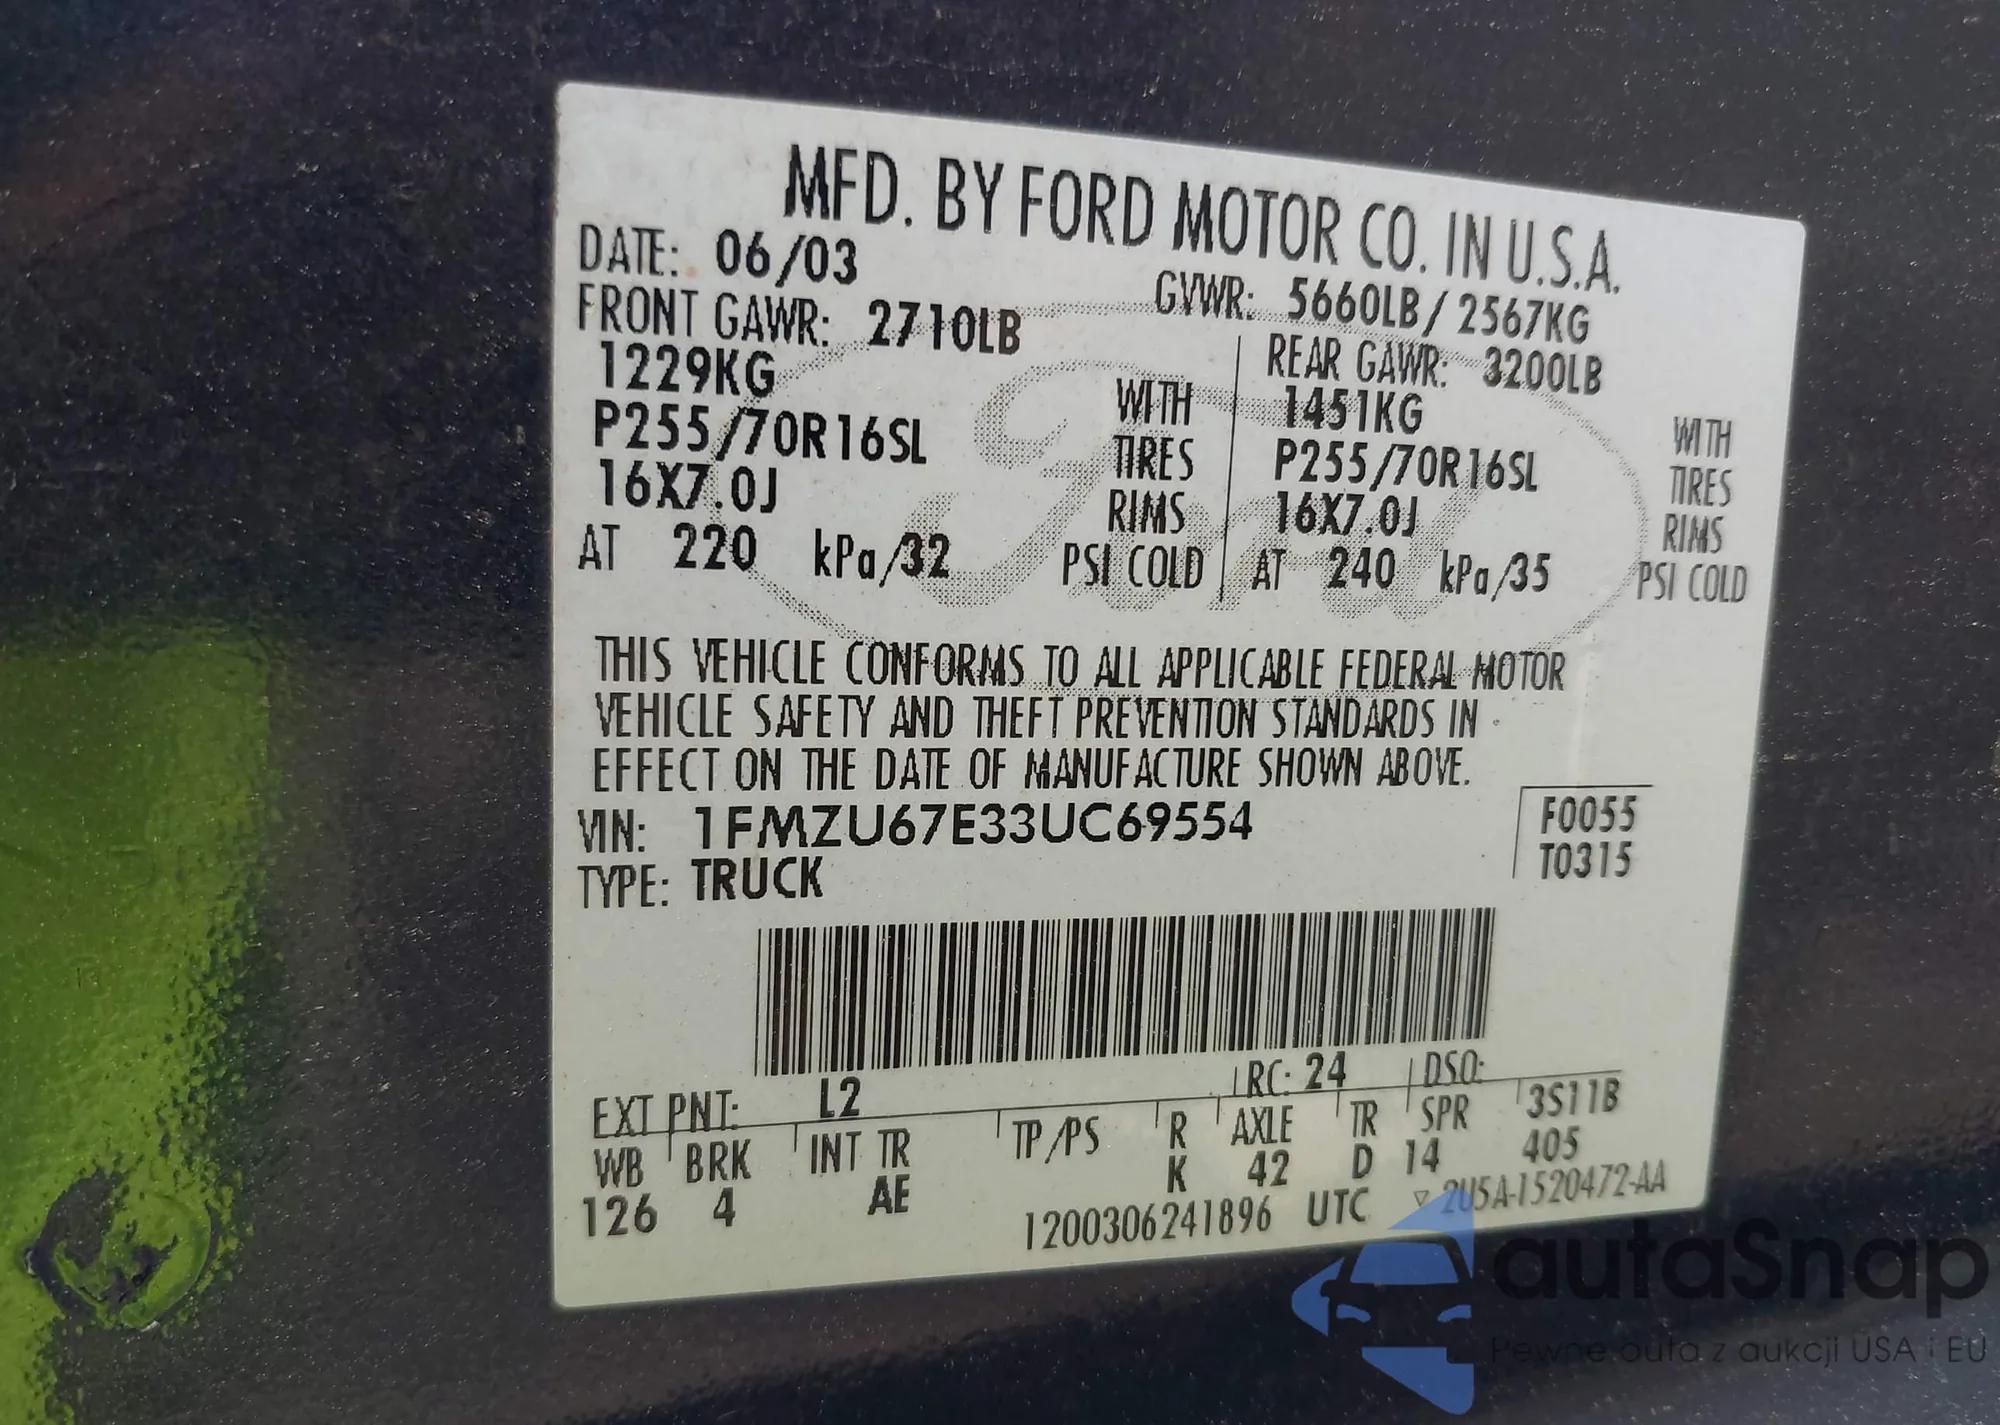 MFD. BY FORD MOTOR CO. IN U.S.A.
DATE: 06/03 GVWR: 5660LB/2567KG
FRONT GAWR: 2710LB REAR GAWR: 3200LB
1229KG WITH 1451KG WITH
P255/70R16SL TIRES P255/70R16SL TIRES
16X7.0J RIMS 16X7.0J RIMS
AT 220 kPa/32 PSI COLD AT 240 kPa/35 PSI COLD
THIS VEHICLE CONFORMS TO ALL APPLICABLE FEDERAL MOTOR
VEHICLE SAFETY AND THEFT PREVENTION STANDARDS IN
EFFECT ON THE DATE OF MANUFACTURE SHOWN ABOVE.
VIN: 1FMZU67E33UC69554 F0055
TYPE: TRUCK T0315
EXT PNT: L2 RC: 24 DSO:
WB BRK INT TR TP/PS R AXLE TR SPR 3S11B
126 4 AE K 42 D 14 405
1200306241896 UTC ▽ 2U5A-1520472-AA
Ford
autaSnap
Pewne auta z aukcji USA i EU